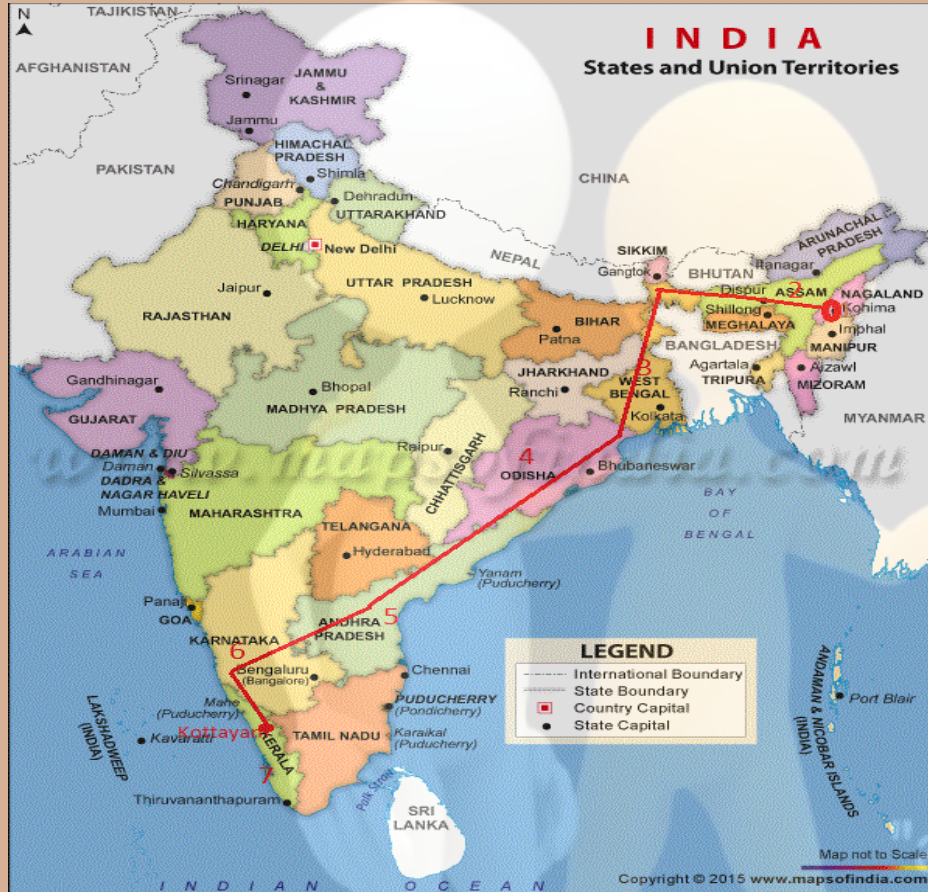 N
TAJIKISTAN
INDIA
States and Union Territories
AFGHANISTAN
JAMMU
& KASHMIR
Srinagar
Jammu
HIMACHAL
PRADESH
Shimla
PAKISTAN
Chandigarh
PUNJAB
Dehradun
UTTARAKHAND
CHINA
HARYANA
DELHI
New Delhi
NEPAL
SIKKIM
Gangtok
BHUTAN
ARUNACHAL
PRADESH
Itanagar
UTTAR PRADESH
Lucknow
Jaipur
RAJASTHAN
Dispur
2
ASSAM
NAGALAND
Kohima
Shillong
MEGHALAYA
BIHAR
Patna
Imphal
MANIPUR
BANGLADESH
Gandhinagar
GUJARAT
Bhopal
MADHYA PRADESH
JHARKHAND
Ranchi
3
WEST
BENGAL
Kolkata
Agartala
TRIPURA
Aizawl
MIZORAM
MYANMAR
www.mapsofindia.com
DAMAN & DIU
Daman
Silvassa
DADRA &
NAGAR HAVELI
Mumbai
MAHARASHTRA
Raipur
CHHATTISGARH
4
ODISHA
Bhubaneswar
BAY
OF
BENGAL
ARABIAN
SEA
TELANGANA
Hyderabad
Yanam
(Puducherry)
Panaji
GOA
KARNATAKA
ANDHRA
PRADESH
5
6
Bengaluru
(Bangalore)
Chennai
Mahe
(Puducherry)
PUDUCHERRY
(Pondicherry)
Kottayam
KERALA
TAMIL NADU
Karaikal
(Puducherry)
LAKSHADWEEP
(INDIA)
Kavaratti
7
Thiruvananthapuram
Palk Strait
SRI
LANKA
LEGEND
International Boundary
State Boundary
Country Capital
State Capital
ANDAMAN & NICOBAR ISLANDS
(INDIA)
Port Blair
INDIAN OCEAN
Map not to Scale
Copyright © 2015 www.mapsofindia.com